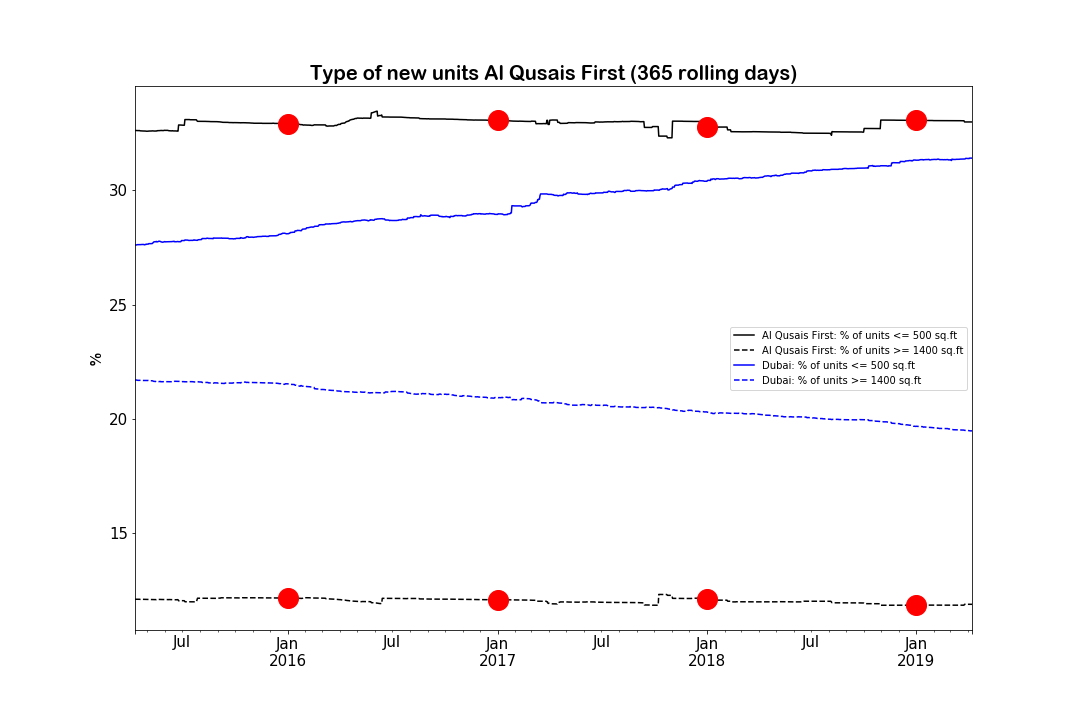 Type of new units Al Qusais First (365 rolling days)
30
25
20
15
%
Al Qusais First: % of units <= 500 sq.ft
Al Qusais First: % of units >= 1400 sq.ft
Dubai: % of units <= 500 sq.ft
Dubai: % of units >= 1400 sq.ft
Jul Jan Jul Jan Jul Jan Jul Jan
2016 2017 2018 2019